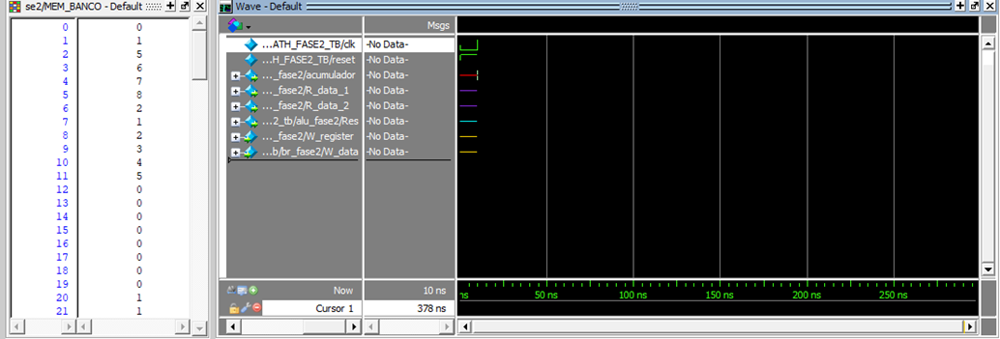 se2/MEM_BANCO - Default
0 0
1 1
2 5
3 6
4 7
5 8
6 2
7 1
8 2
9 3
10 4
11 5
12 0
13 0
14 0
15 0
16 0
17 0
18 0
19 0
20 1
21 1
Wave - Default
Msgs
...ATH_FASE2_TB/clk -No Data-
...H_FASE2_TB/reset -No Data-
..._fase2/acumulador -No Data-
..._fase2/R_data_1 -No Data-
..._fase2/R_data_2 -No Data-
...2_tb/alu_fase2/Res -No Data-
..._fase2/W_register -No Data-
...b/br_fase2/W_data -No Data-
Now 10 ns
ns 50 ns 100 ns 150 ns 200 ns 250 ns
Cursor 1 378 ns